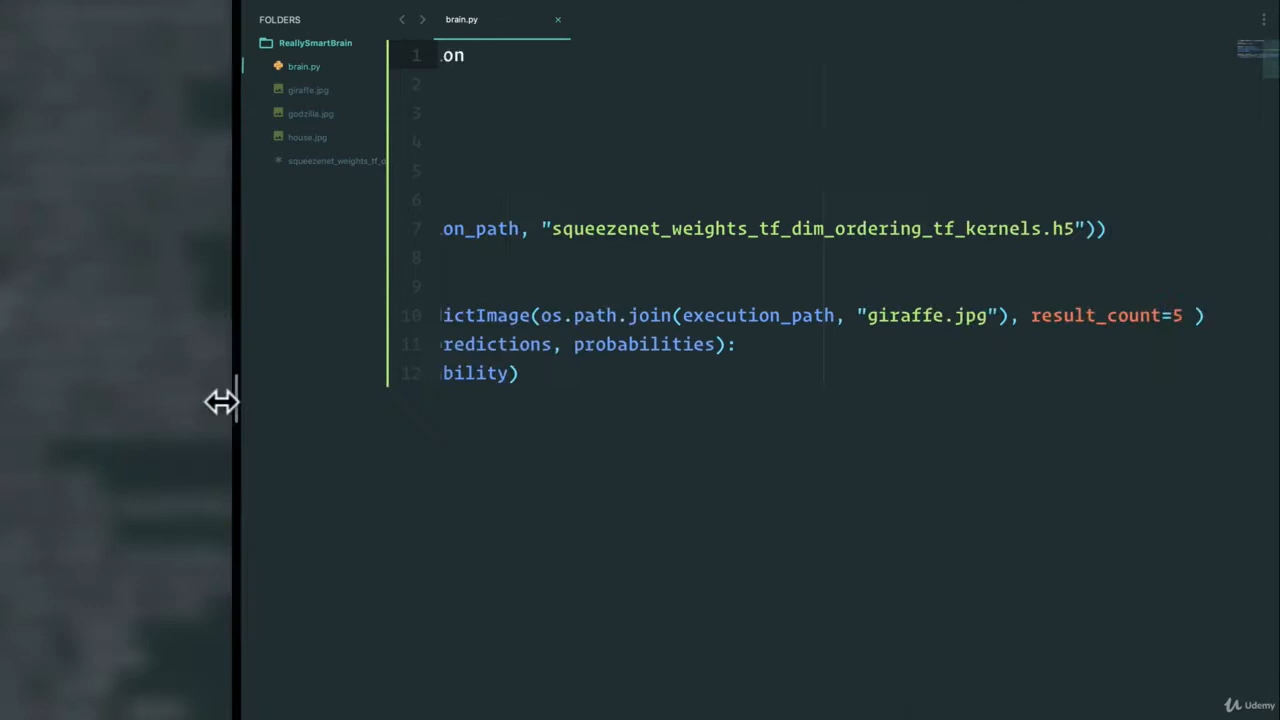 FOLDERS
ReallySmartBrain
brain.py
giraffe.jpg
godzilla.jpg
house.jpg
squeezenet_weights_tf_d
brain.py
1 on
2
3
4
5
6
7 on_path, "squeezenet_weights_tf_dim_ordering_tf_kernels.h5"))
8
9
10 ictImage(os.path.join(execution_path, "giraffe.jpg"), result_count=5 )
11 redictions, probabilities):
12 bility)
Udemy